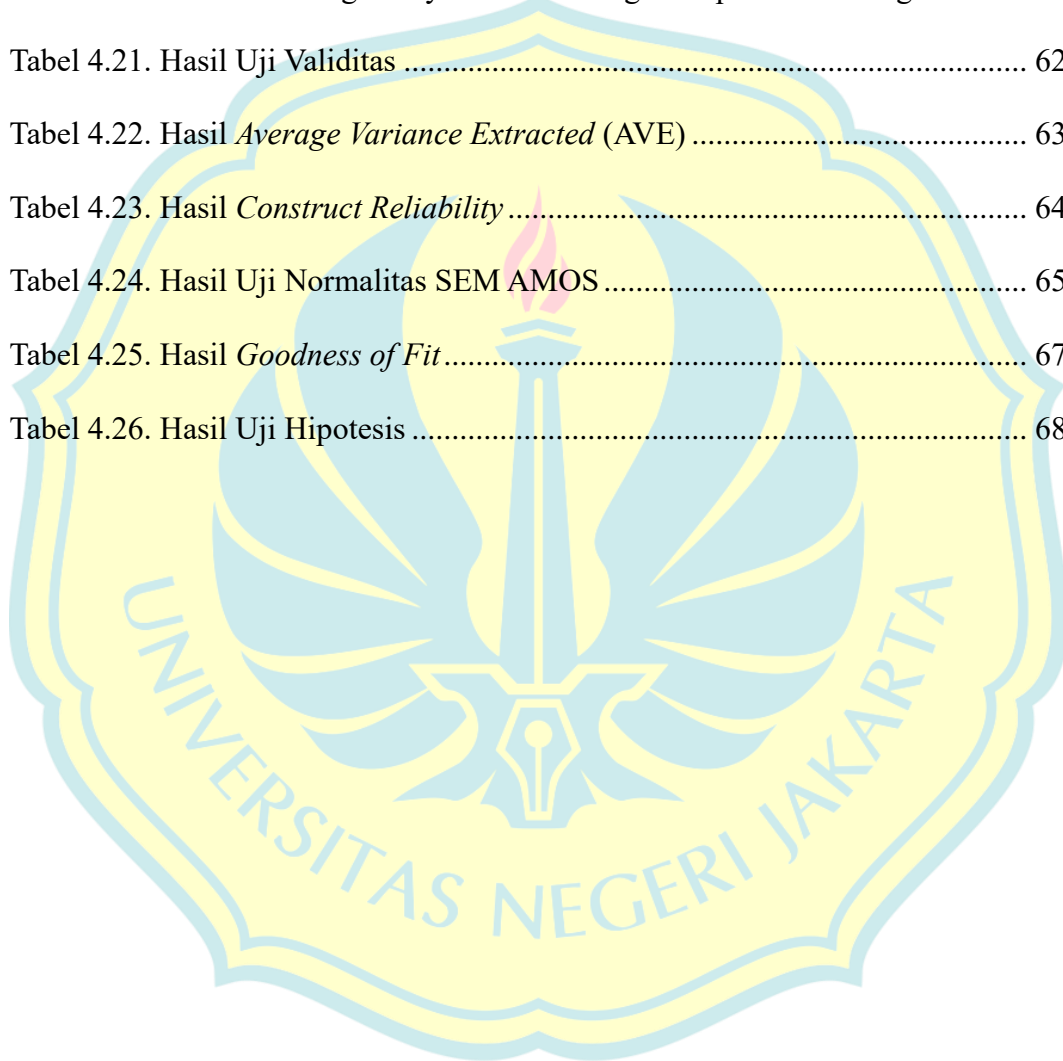 Tabel 4.21. Hasil Uji Validitas ............................................................................ 62
Tabel 4.22. Hasil Average Variance Extracted (AVE) ......................................... 63
Tabel 4.23. Hasil Construct Reliability ................................................................ 64
Tabel 4.24. Hasil Uji Normalitas SEM AMOS .................................................... 65
Tabel 4.25. Hasil Goodness of Fit ........................................................................ 67
Tabel 4.26. Hasil Uji Hipotesis ............................................................................ 68
UNIVERSITAS NEGERI JAKARTA